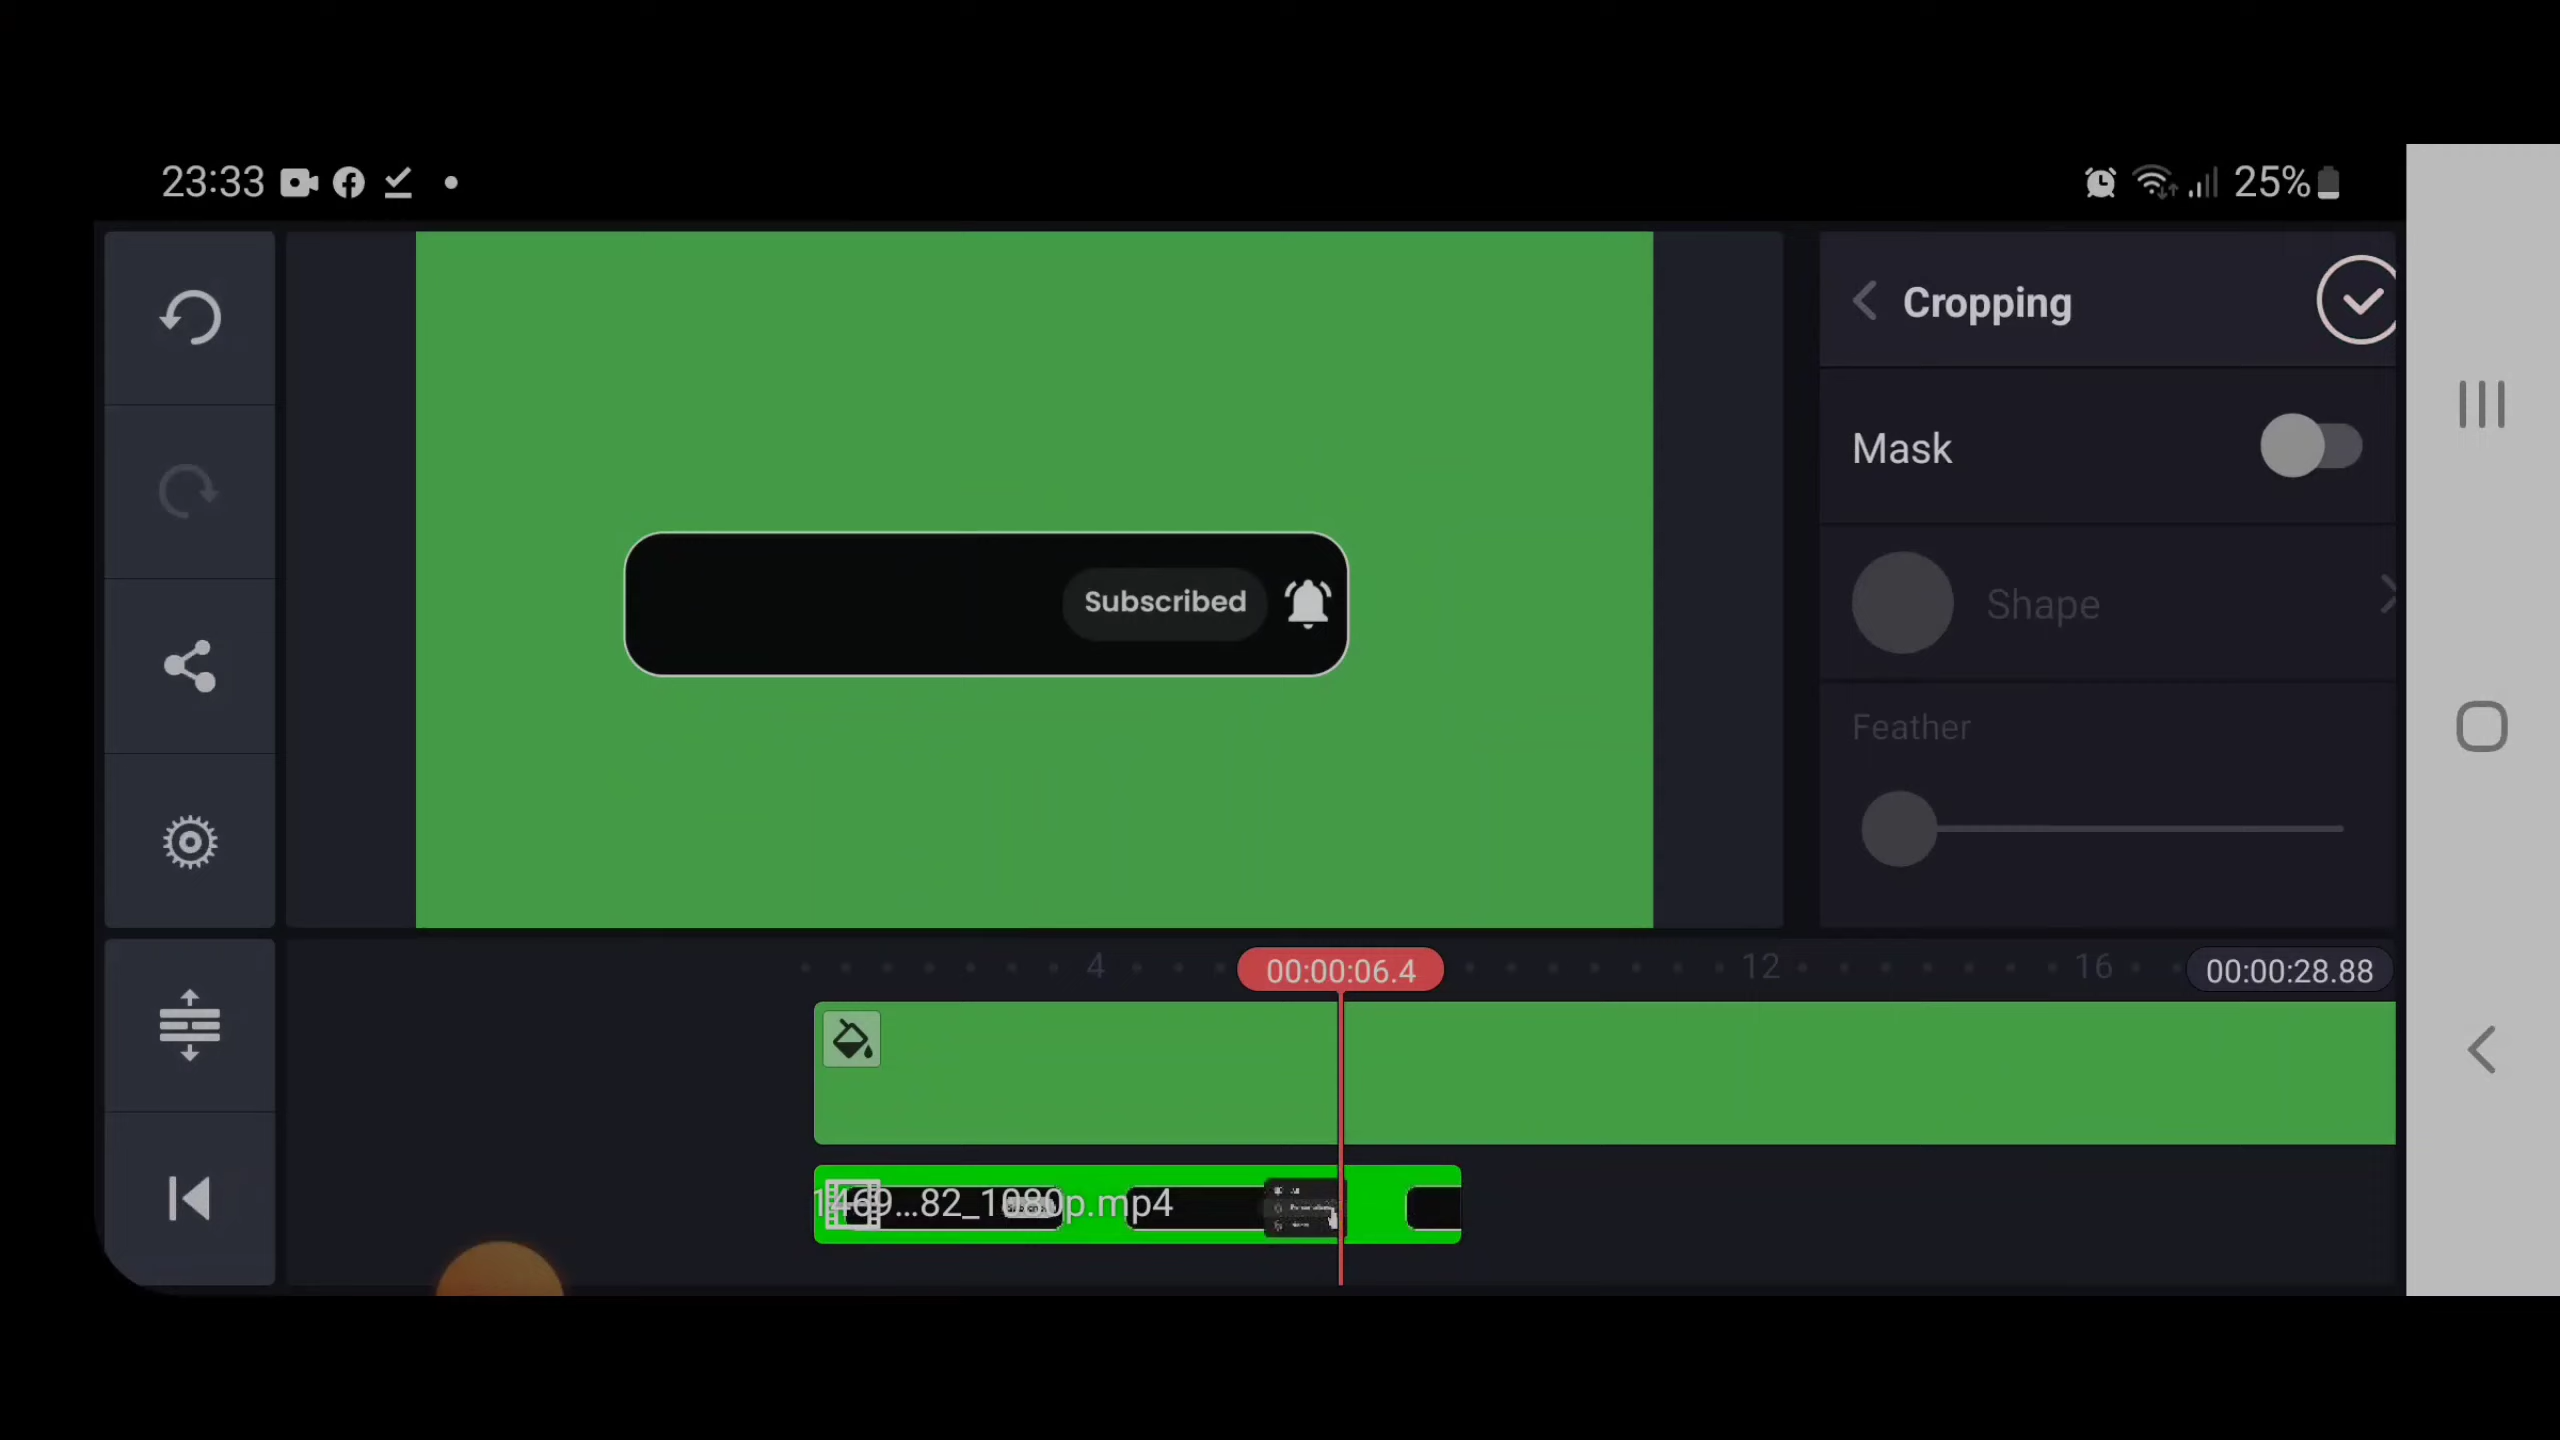 23:33
25%
Cropping
Mask
Subscribed
Shape
Feather
4
00:00:06.4
12
16
00:00:28.88
1469...82_1080p.mp4